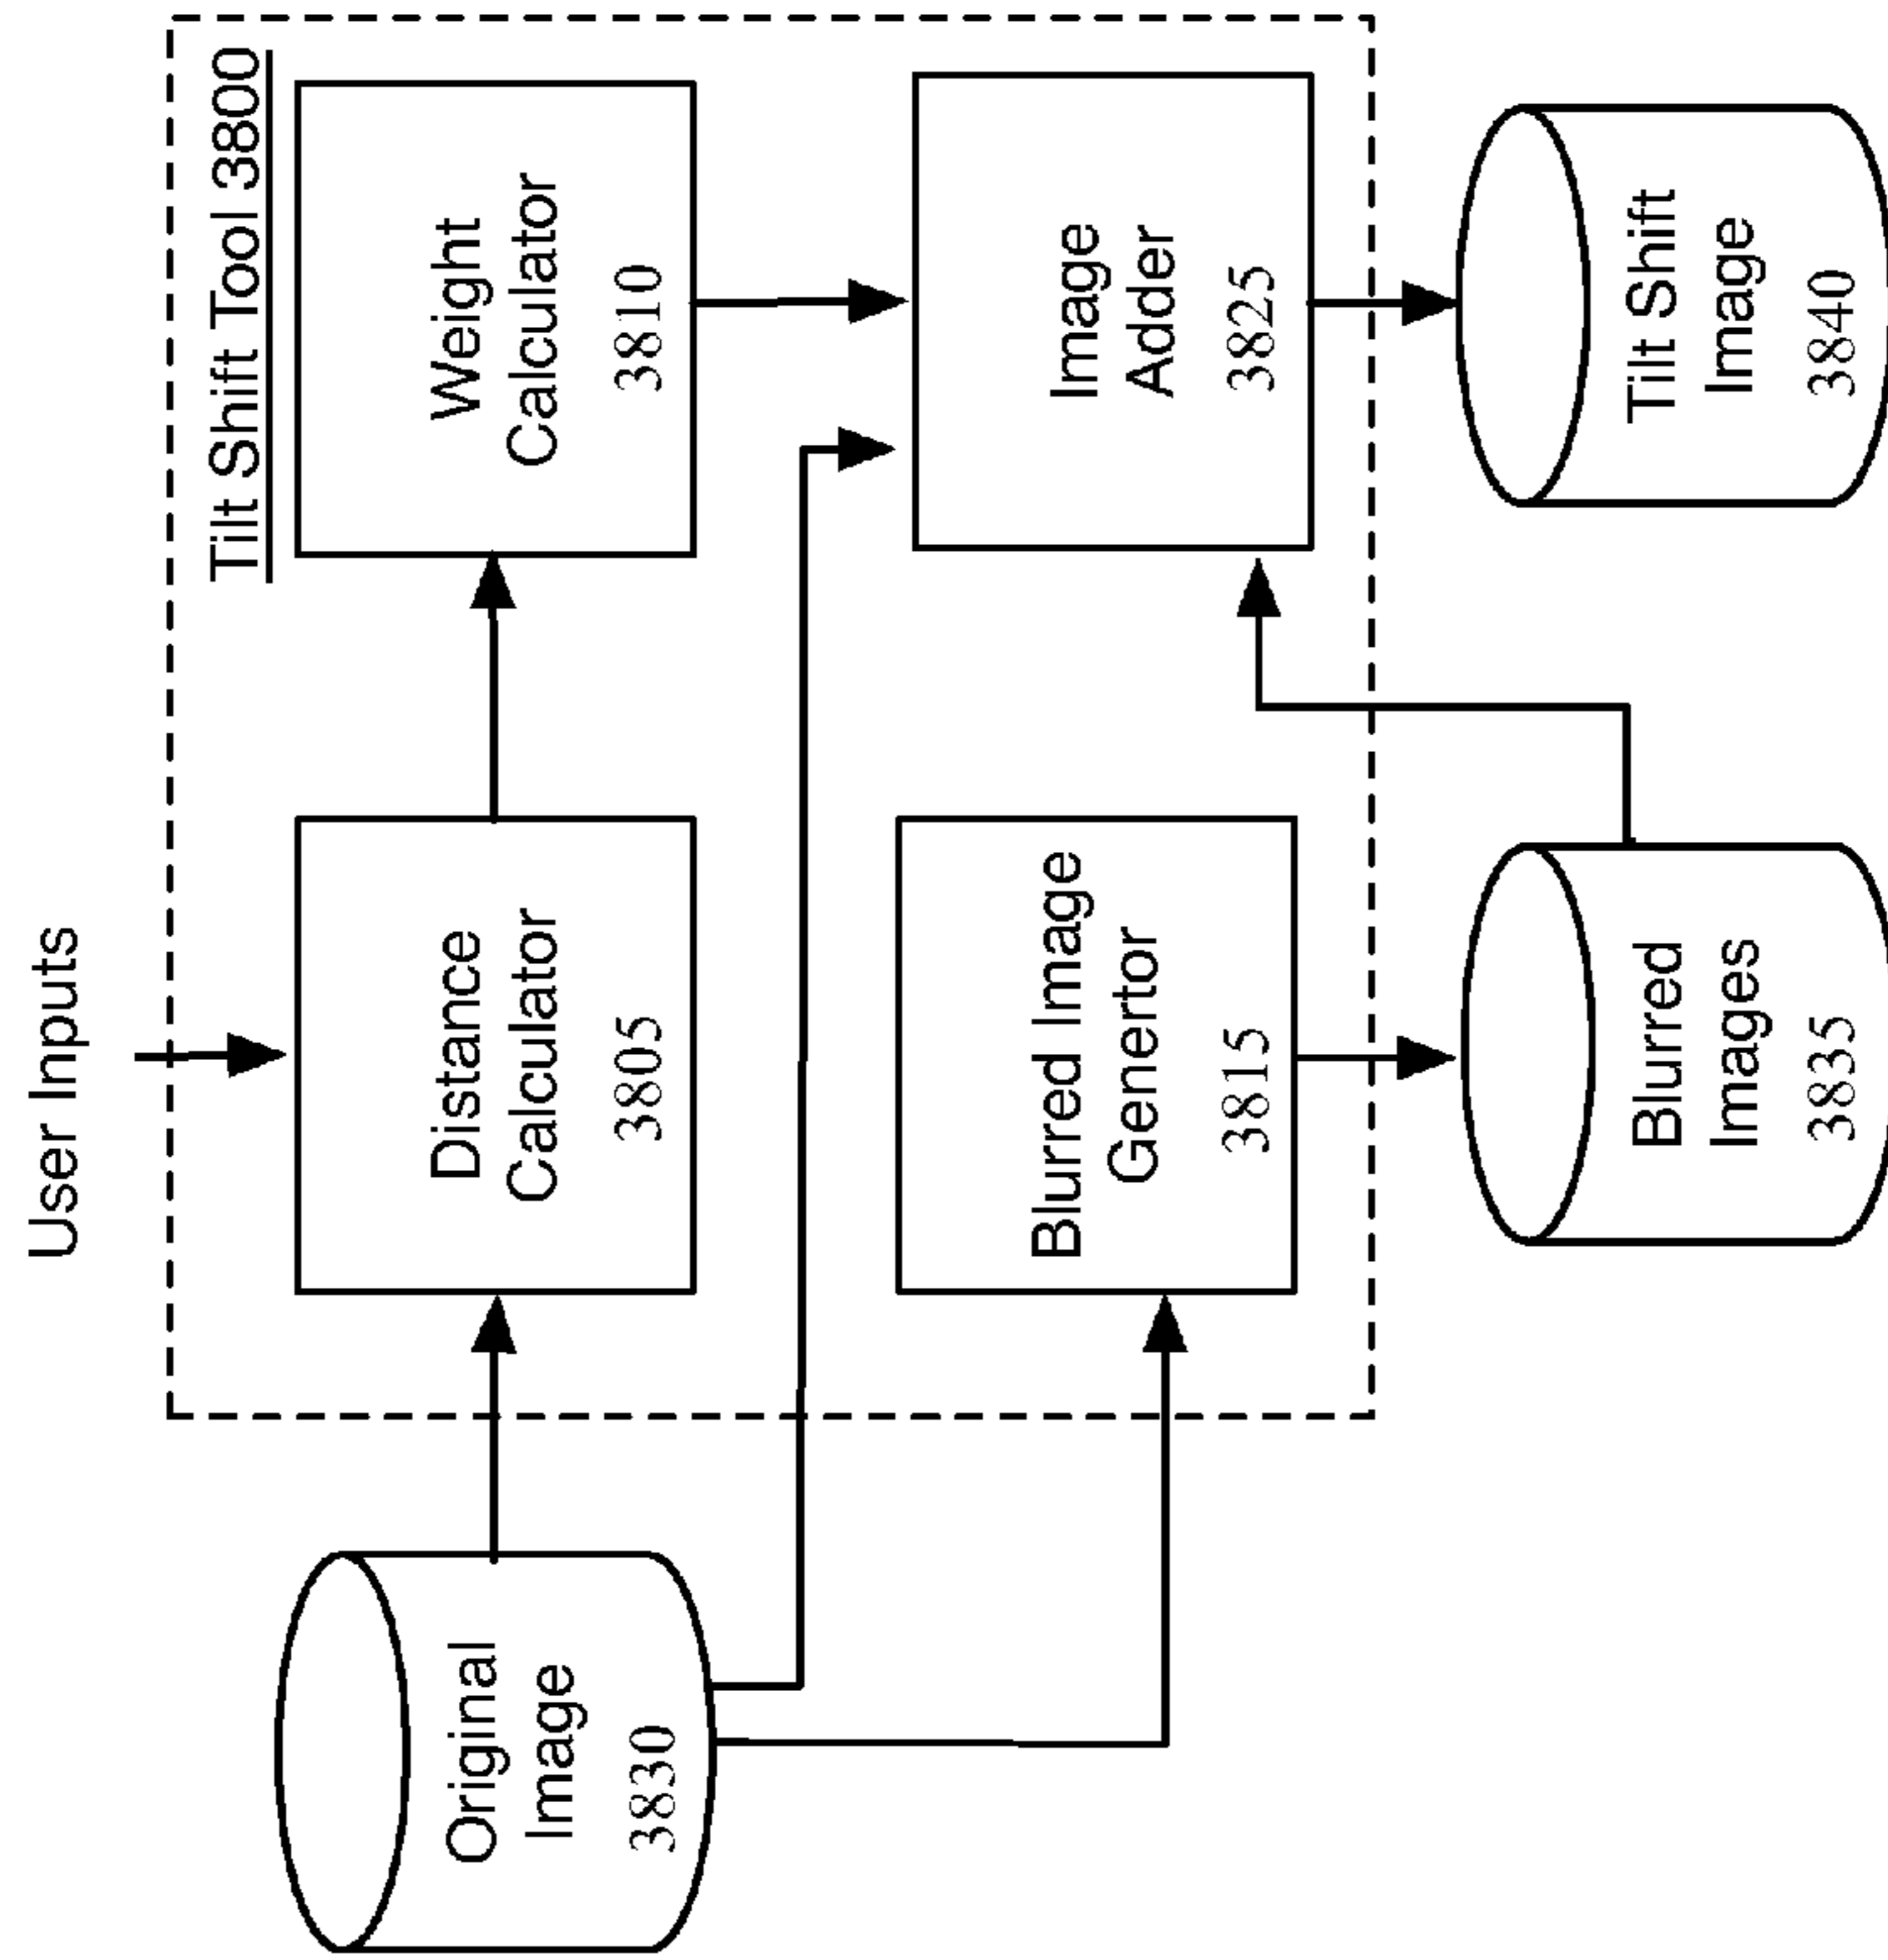 User Inputs
Tilt Shift Tool 3800
Original
Image
3830
Distance
Calculator
3805
Weight
Calculator
3810
Blurred Image
Genertor
3815
Image
Adder
3825
Blurred
Images
3835
Tilt Shift
Image
3840